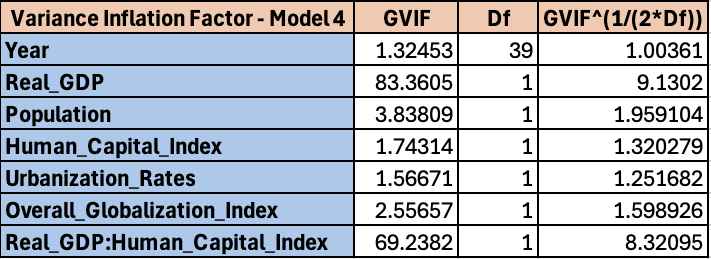 Variance Inflation Factor - Model 4 GVIF Df GVIF^(1/(2*Df))
Year 1.32453 39 1.00361
Real_GDP 83.3605 1 9.1302
Population 3.83809 1 1.959104
Human_Capital_Index 1.74314 1 1.320279
Urbanization_Rates 1.56671 1 1.251682
Overall_Globalization_Index 2.55657 1 1.598926
Real_GDP:Human_Capital_Index 69.2382 1 8.32095